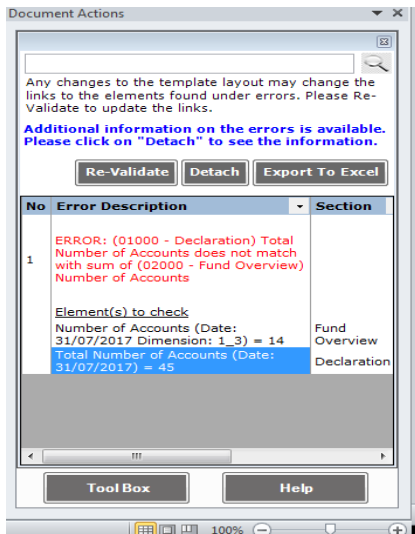 Document Actions
Any changes to the template layout may change the
links to the elements found under errors. Please Re-
Validate to update the links.
Additional information on the errors is available.
Please click on "Detach" to see the information.
Re-Validate Detach Export To Excel
No Error Description Section
ERROR: (01000 - Declaration) Total
Number of Accounts does not match
1 with sum of (02000 - Fund Overview)
Number of Accounts
Element(s) to check
Number of Accounts (Date: Fund
31/07/2017 Dimension: 1_3) = 14 Overview
Total Number of Accounts (Date: Declaration
31/07/2017) = 45
Tool Box Help
100%